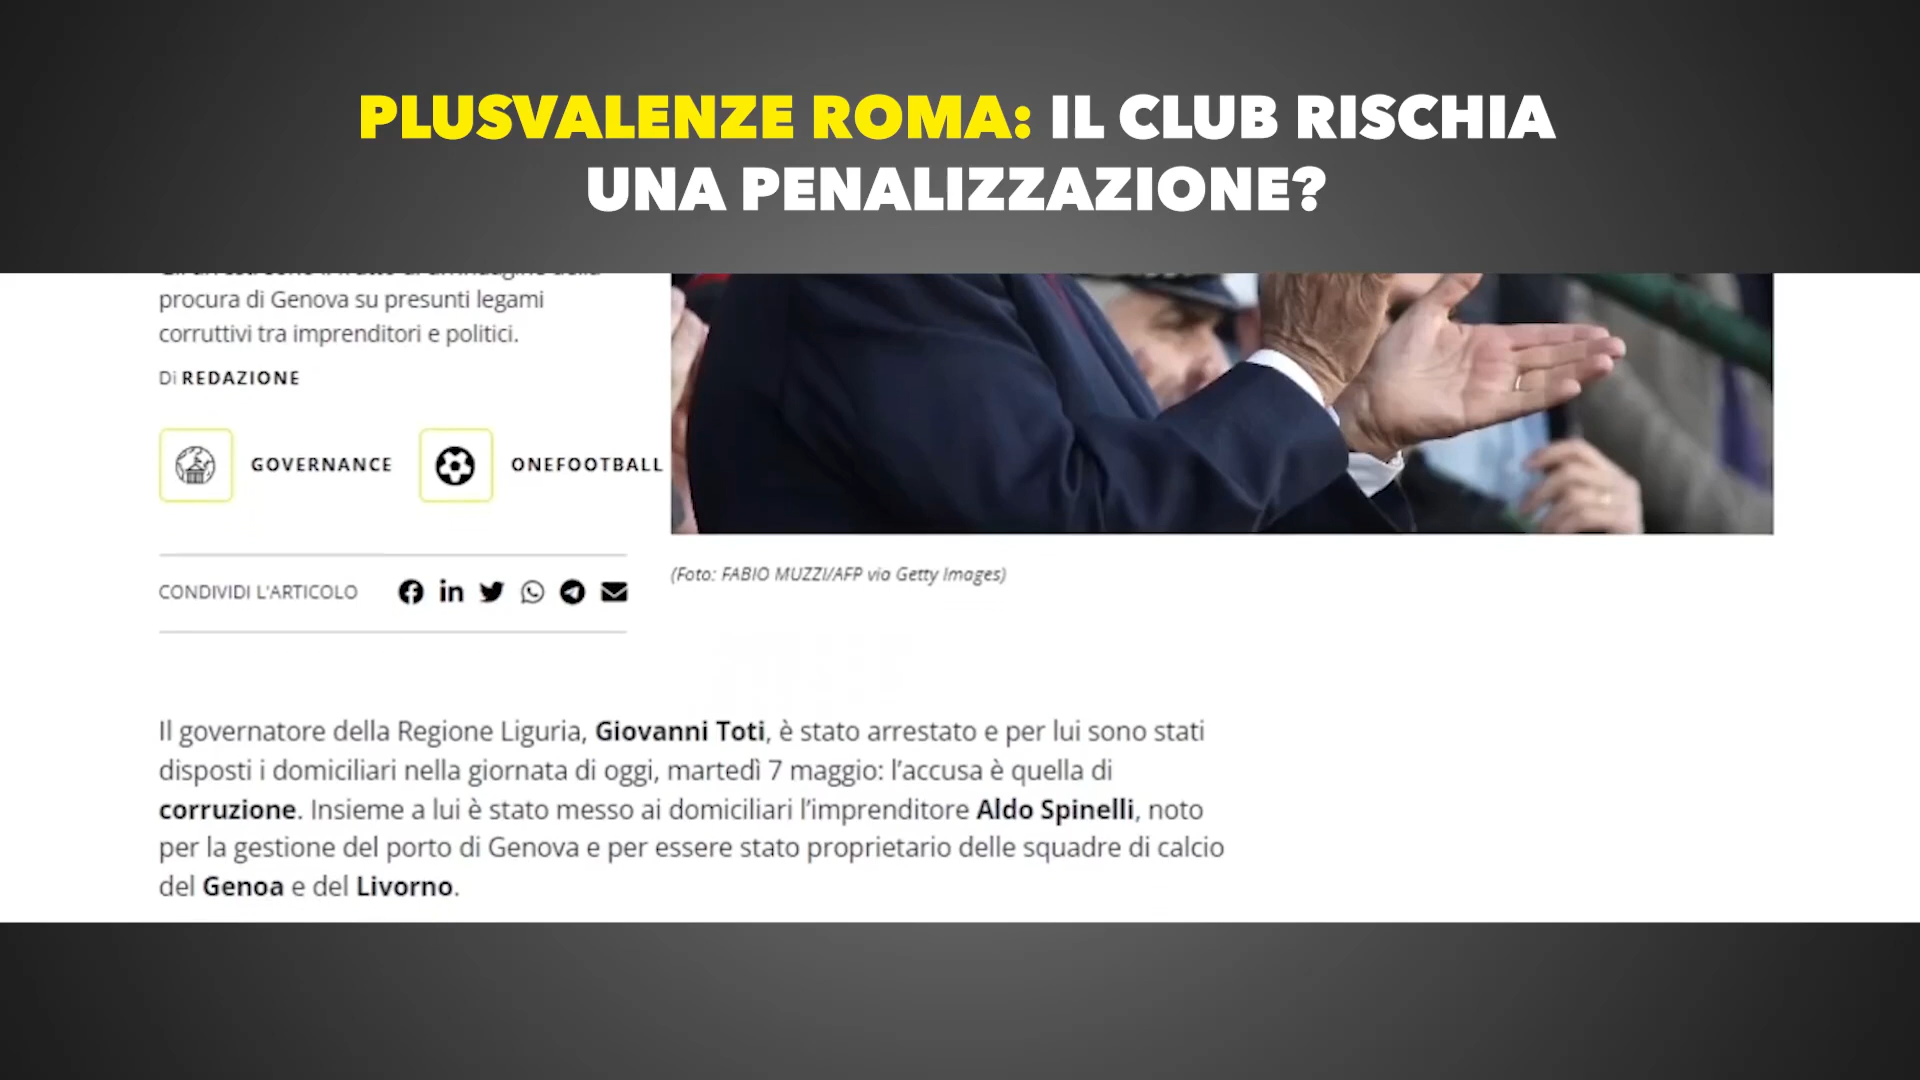 PLUSVALENZE ROMA: IL CLUB RISCHIA
UNA PENALIZZAZIONE?
procura di Genova su presunti legami
corruttivi tra imprenditori e politici.
Di REDAZIONE
GOVERNANCE
ONEFOOTBALL
CONDIVIDI L'ARTICOLO
(Foto: FABIO MUZZI/AFP via Getty Images)
Il governatore della Regione Liguria, Giovanni Toti, è stato arrestato e per lui sono stati
disposti i domiciliari nella giornata di oggi, martedì 7 maggio: l'accusa è quella di
corruzione. Insieme a lui è stato messo ai domiciliari l'imprenditore Aldo Spinelli, noto
per la gestione del porto di Genova e per essere stato proprietario delle squadre di calcio
del Genoa e del Livorno.